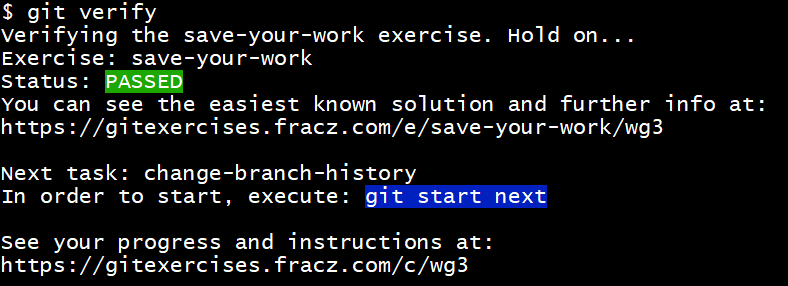 $ git verify
Verifying the save-your-work exercise. Hold on...
Exercise: save-your-work
Status: PASSED
You can see the easiest known solution and further info at:
https://gitexercises.fracz.com/e/save-your-work/wg3
Next task: change-branch-history
In order to start, execute: git start next
See your progress and instructions at:
https://gitexercises.fracz.com/c/wg3